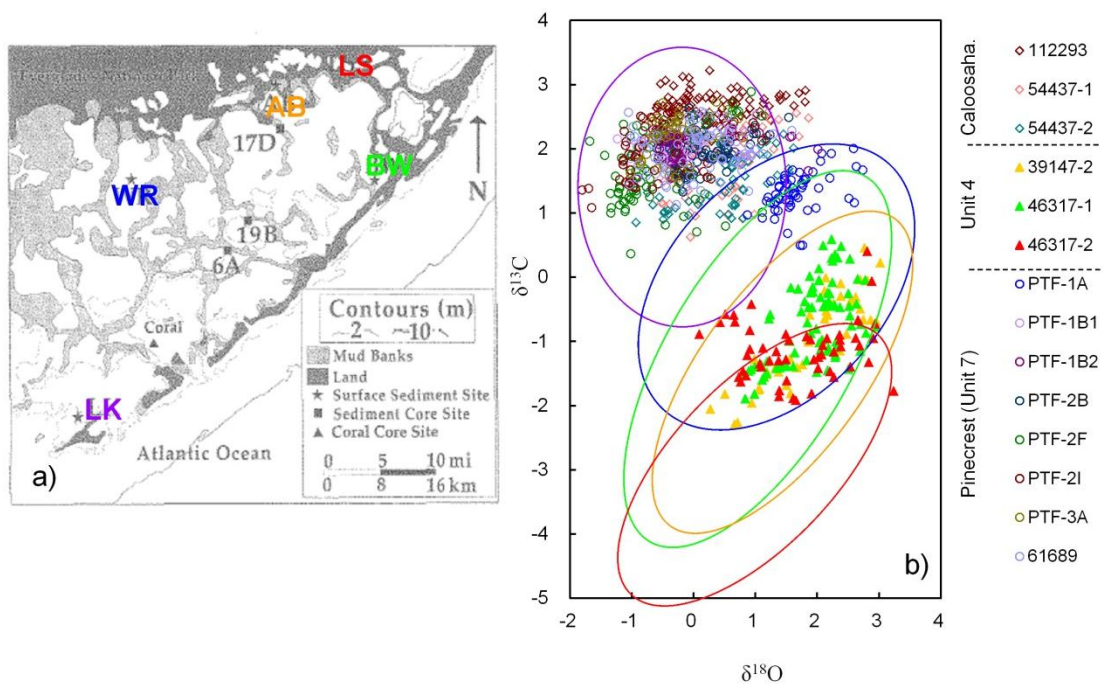 Everglades National Park
LS
AB
17D
BW
N
WR
19B
6A
Coral
LK
Atlantic Ocean
a)
Contours (m)
2 10
Mud Banks
Land
Surface Sediment Site
Sediment Core Site
Coral Core Site
0 5 10 mi
0 8 16 km
4
3
2
1
0
-1
-2
-3
-4
-5
δ¹³C
-2 -1 0 1 2 3 4
δ¹⁸O
b)
Caloosaha.
112293
54437-1
54437-2
Unit 4
39147-2
46317-1
46317-2
Pinecrest (Unit 7)
PTF-1A
PTF-1B1
PTF-1B2
PTF-2B
PTF-2F
PTF-2I
PTF-3A
61689